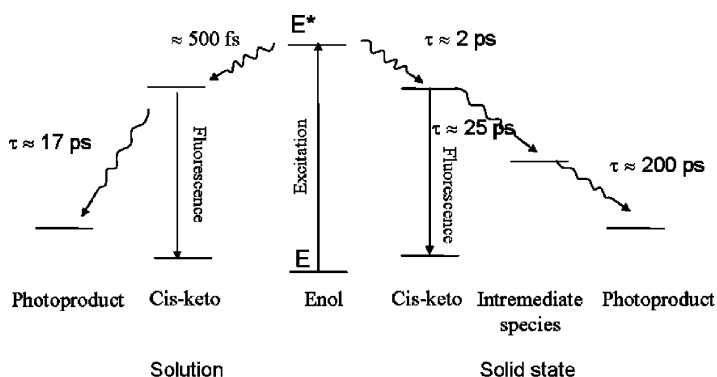 E*
≈ 500 fs
τ ≈ 2 ps
τ ≈ 17 ps
Fluorescence
Excitation
τ ≈ 25 ps
Fluorescence
τ ≈ 200 ps
E
Photoproduct Cis-keto Enol Cis-keto Intremediate Photoproduct
species
Solution Solid state